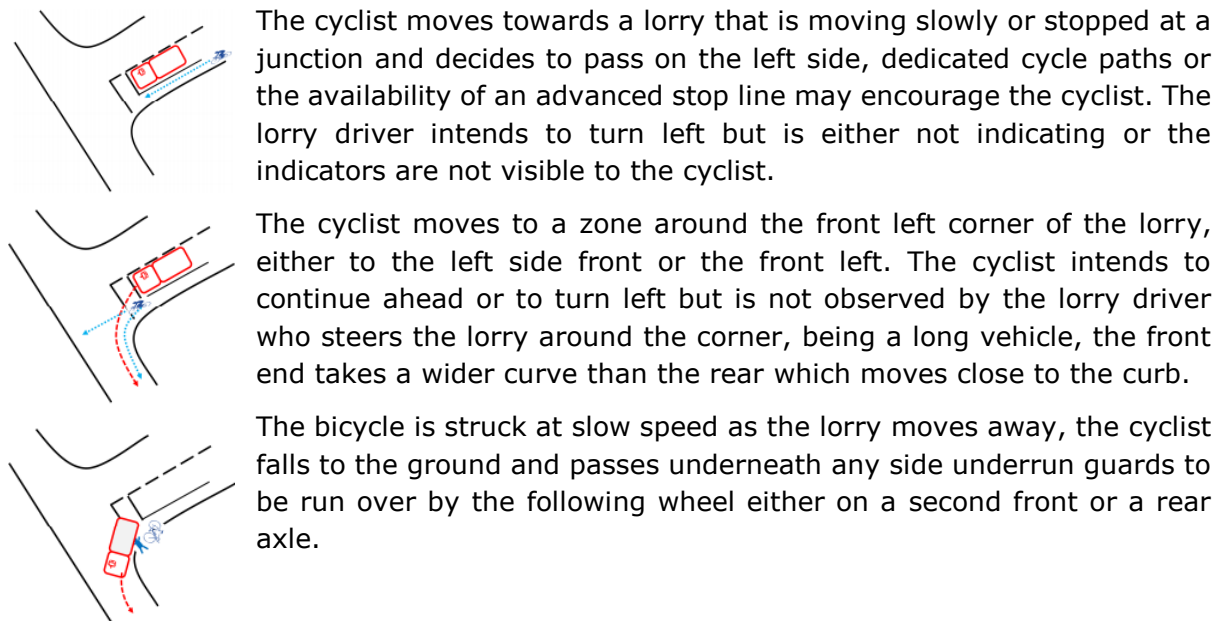 The cyclist moves towards a lorry that is moving slowly or stopped at a
junction and decides to pass on the left side, dedicated cycle paths or
the availability of an advanced stop line may encourage the cyclist. The
lorry driver intends to turn left but is either not indicating or the
indicators are not visible to the cyclist.
The cyclist moves to a zone around the front left corner of the lorry,
either to the left side front or the front left. The cyclist intends to
continue ahead or to turn left but is not observed by the lorry driver
who steers the lorry around the corner, being a long vehicle, the front
end takes a wider curve than the rear which moves close to the curb.
The bicycle is struck at slow speed as the lorry moves away, the cyclist
falls to the ground and passes underneath any side underrun guards to
be run over by the following wheel either on a second front or a rear
axle.